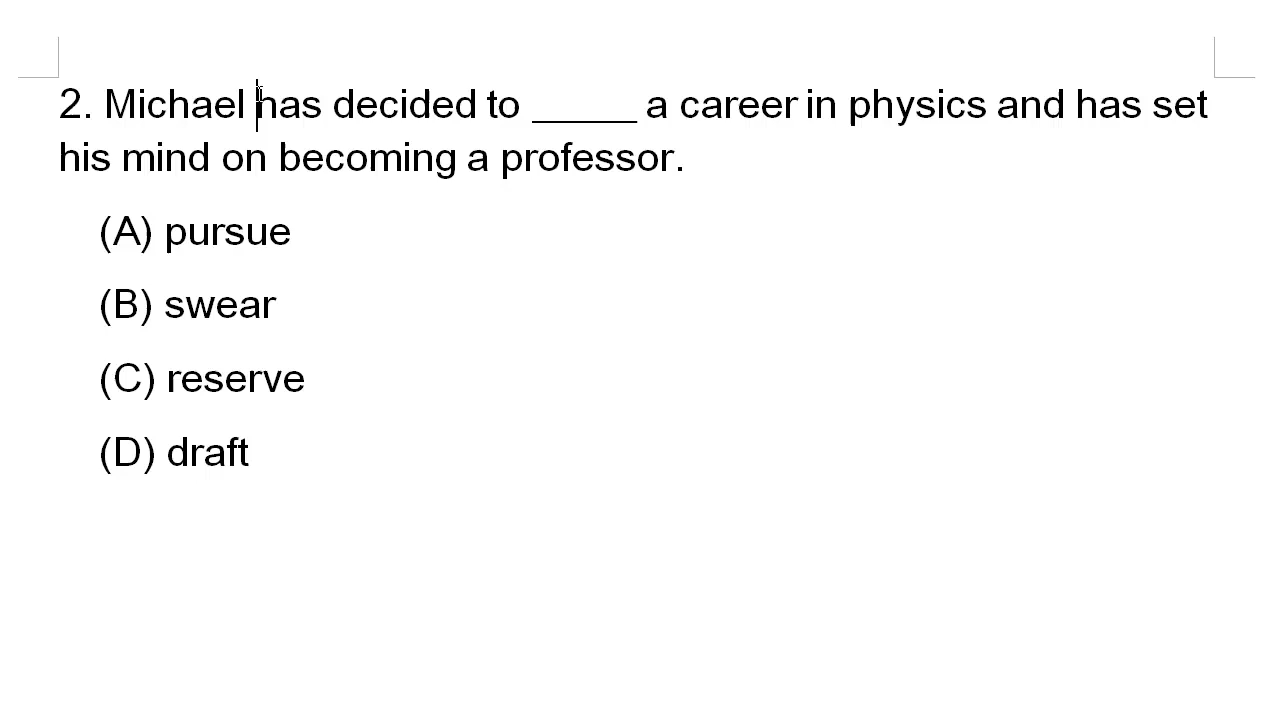 2. Michael has decided to _____ a career in physics and has set
his mind on becoming a professor.
(A) pursue
(B) swear
(C) reserve
(D) draft